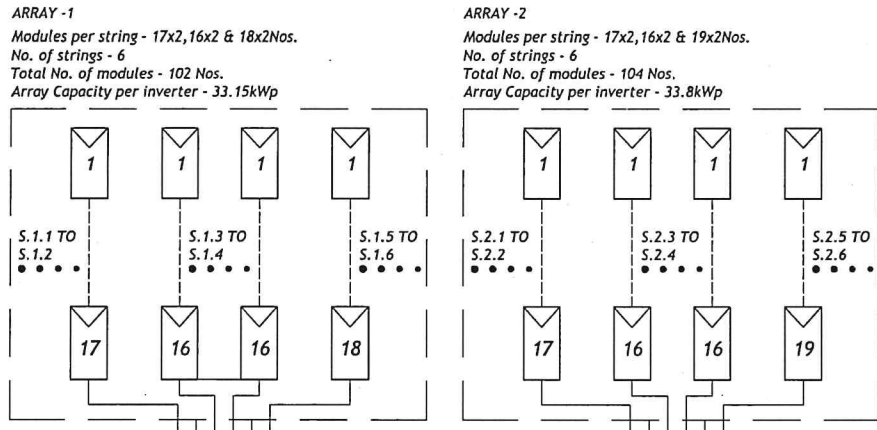 ARRAY -1
Modules per string - 17x2,16x2 & 18x2Nos.
No. of strings - 6
Total No. of modules - 102 Nos.
Array Capacity per inverter - 33.15kWp
1
1
1
1
S.1.1 TO
S.1.2
S.1.3 TO
S.1.4
S.1.5 TO
S.1.6
17
16
16
18
ARRAY -2
Modules per string - 17x2,16x2 & 19x2Nos.
No. of strings - 6
Total No. of modules - 104 Nos.
Array Capacity per inverter - 33.8kWp
1
1
1
1
S.2.1 TO
S.2.2
S.2.3 TO
S.2.4
S.2.5 TO
S.2.6
17
16
16
19